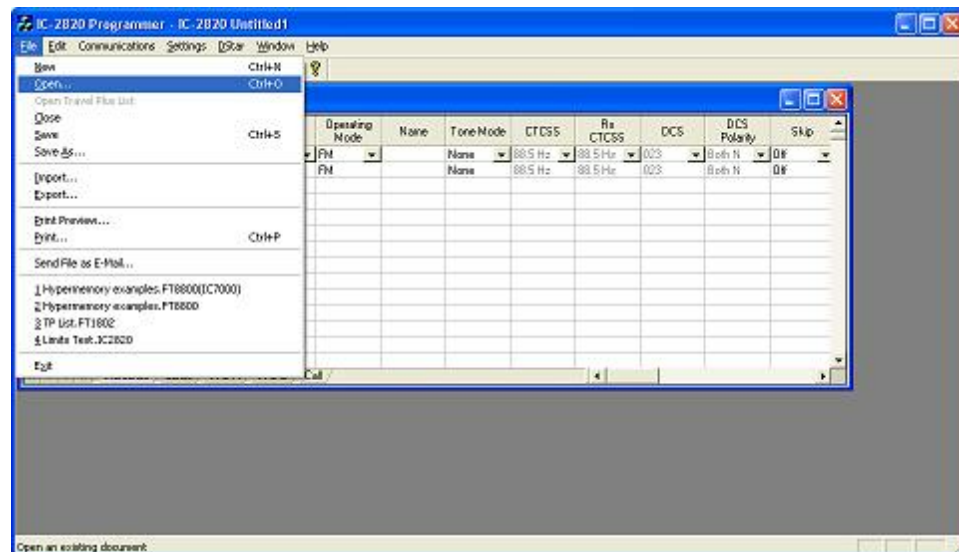 IC-2820 Programmer - IC-2820 Untitled1
File Edit Communications Settings DStar Window Help
New Ctrl+N
Open... Ctrl+O
Open Travel Plus List
Close
Save Ctrl+S
Save As...
Import...
Export...
Print Preview...
Print... Ctrl+P
Send File as E-Mail...
1 Hypermemory examples.FT8800(IC7000)
2 Hypermemory examples.FT8800
3 TP List.FT1802
4 Limits Test.IC2820
Exit
Operating Mode Name Tone Mode CTCSS Rx CTCSS DCS DCS Polarity Skip
FM None 88.5 Hz 88.5 Hz 023 Both N Off
FM None 88.5 Hz 88.5 Hz 023 Both N Off
Call
Open an existing document